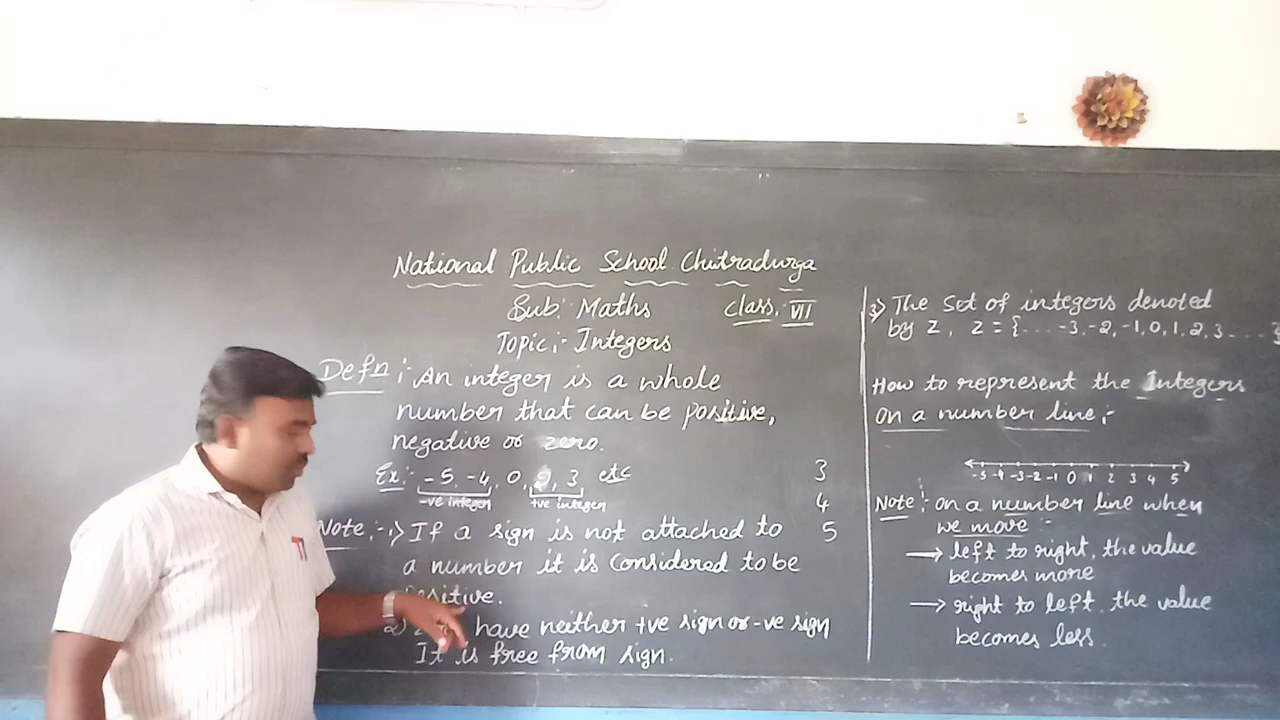 National Public School Chitradurga
Sub:- Maths Class:- VII
Topic:- Integers
Defn: An integer is a whole
number that can be positive,
negative or zero.
Ex:- -5, -4, 0, 9, 3 etc
-ve integer +ve integer
Note:- 1) If a sign is not attached to
a number it is considered to be
positive.
2) have neither +ve sign or -ve sign
It is free from sign.
3
4
5
3) The set of integers denoted
by Z, Z = {.... -3, -2, -1, 0, 1, 2, 3 .... }
How to represent the Integers
on a number line:-
-5 -4 -3 -2 -1 0 1 2 3 4 5
Note:- on a number line when
we move :-
→ left to right, the value
becomes more
→ right to left, the value
becomes less.